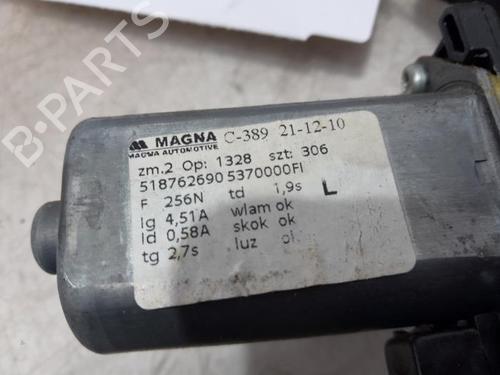 MAGNA C-389 21-12-10
MAGNA AUTOMOTIVE
zm.2 Op: 1328 szt: 306
518762690 5370000FI
F 256N td 1,9s L
Ig 4,51A wlam ok
Id 0,58A skok ok
tg 2,7s luz
B-PARTS